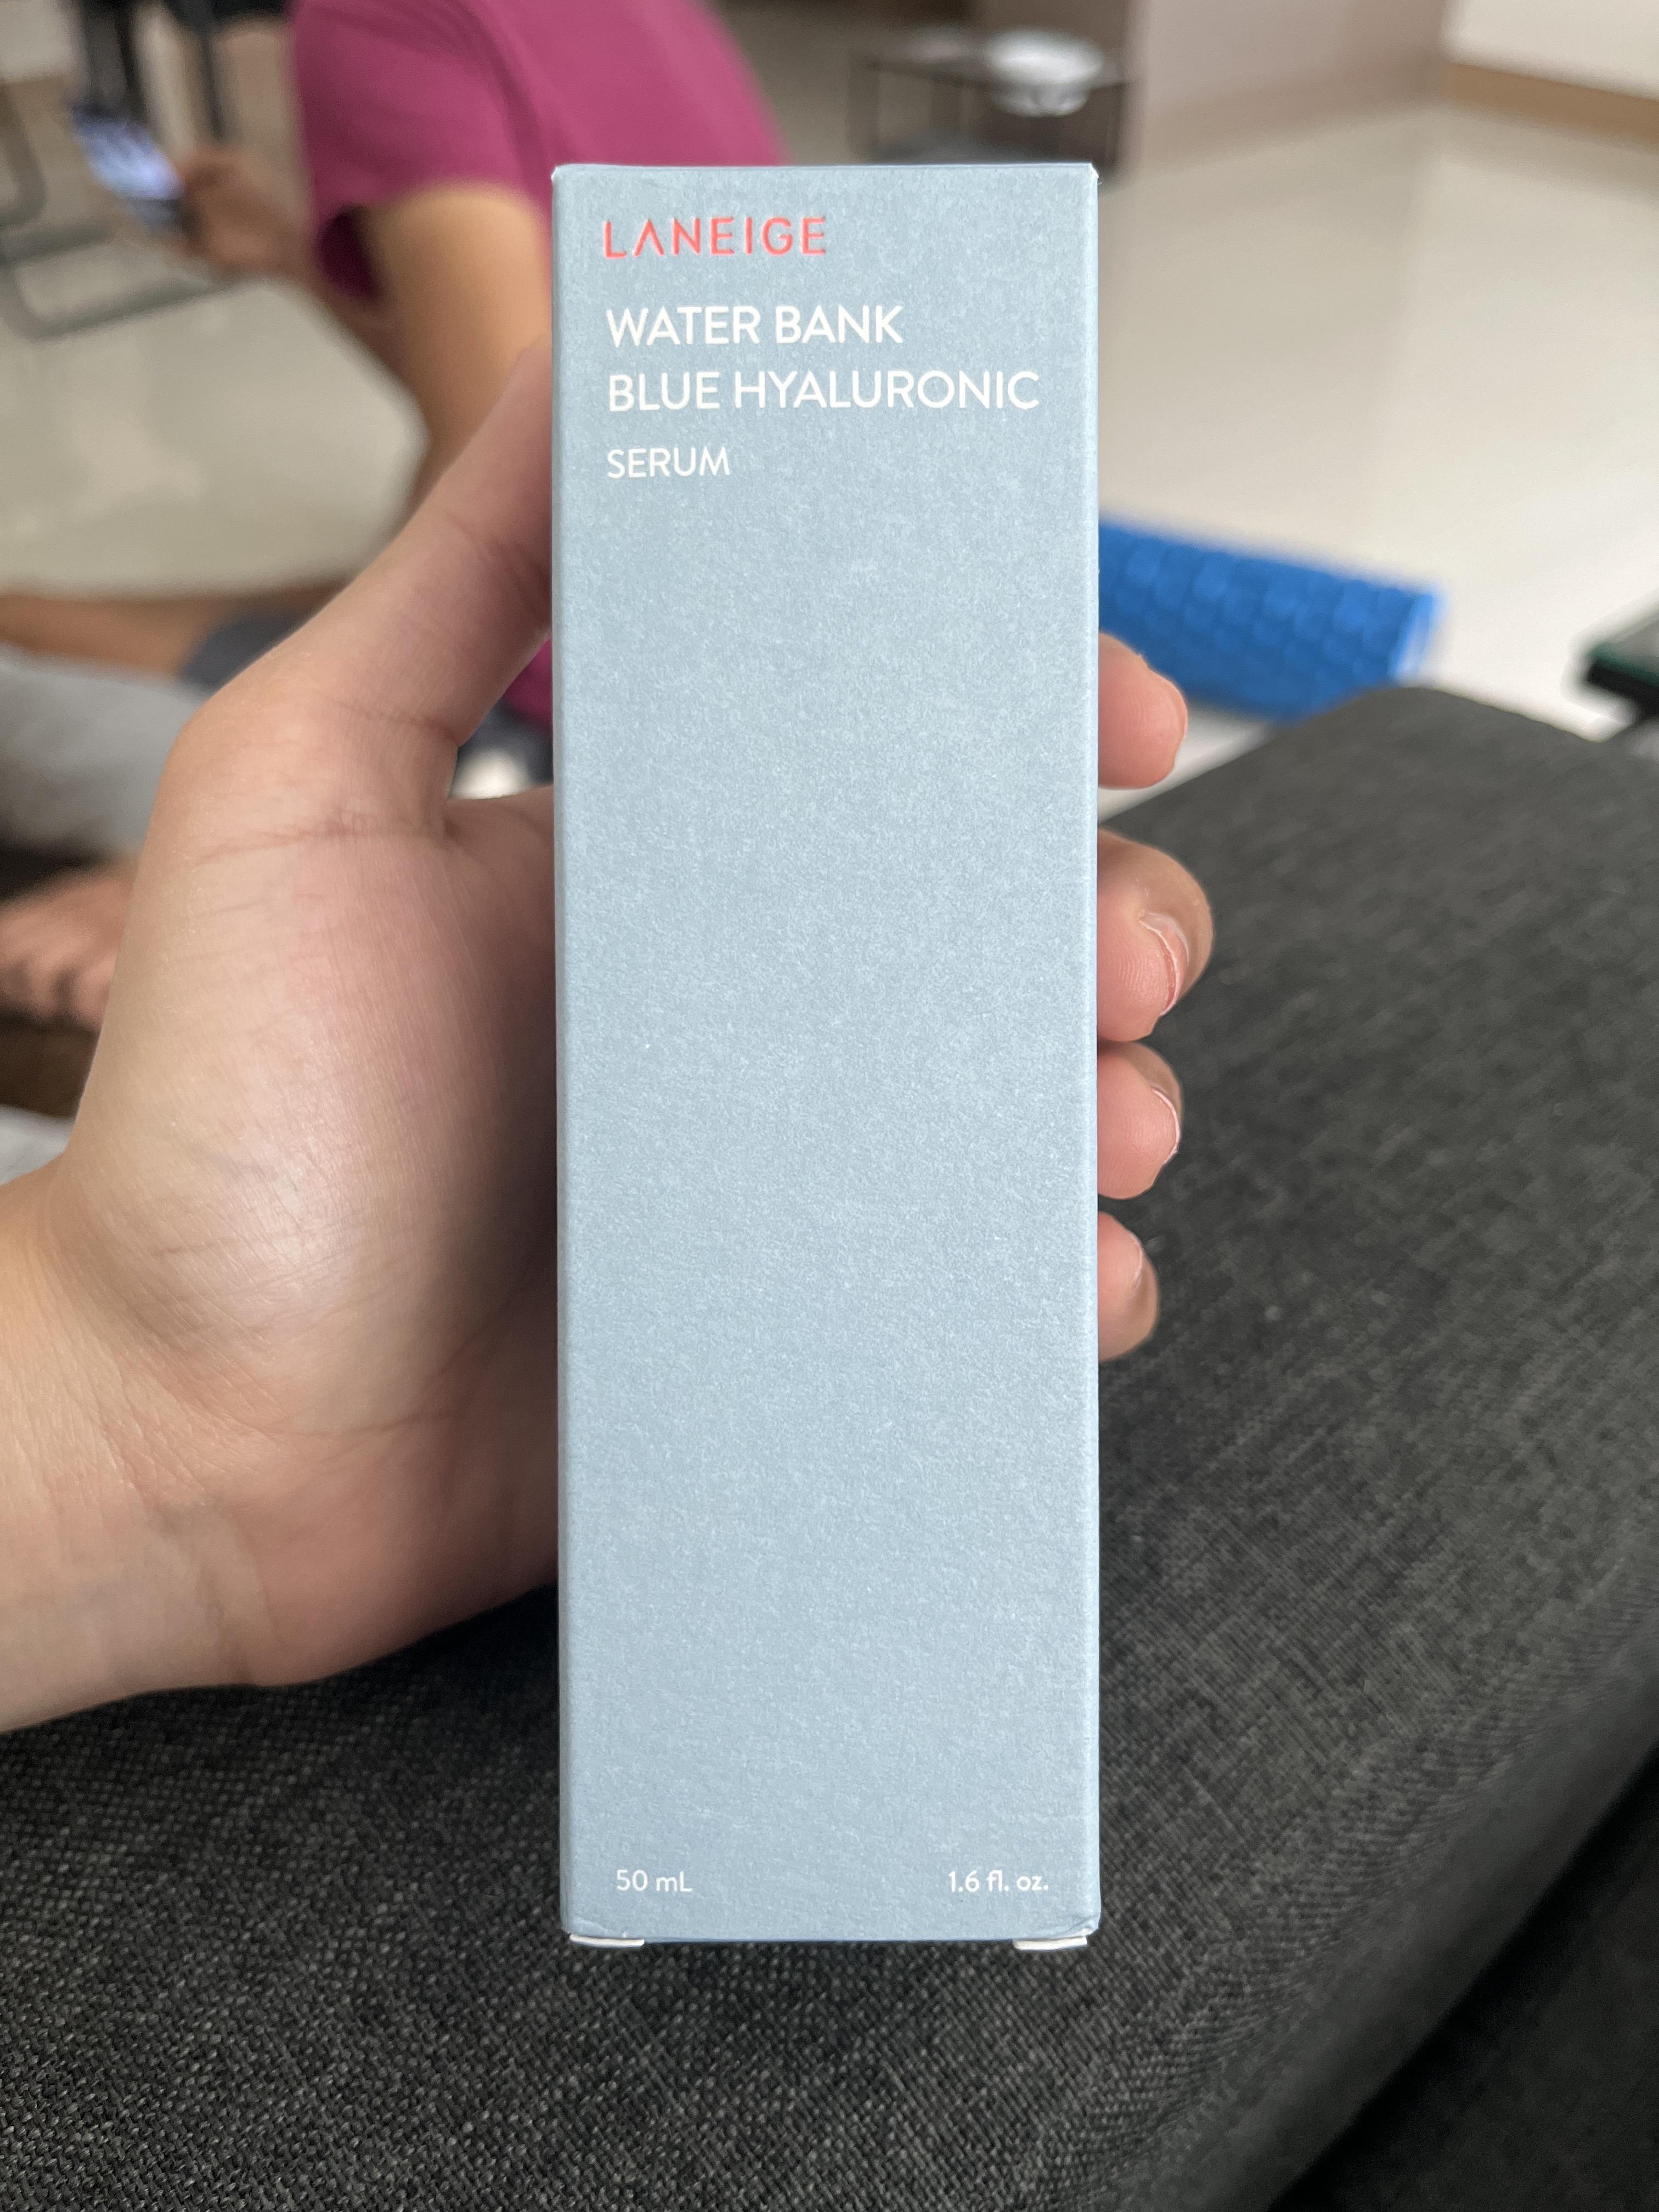 LANEIGE
WATER BANK
BLUE HYALURONIC
SERUM
50 mL 1.6 fl. oz.